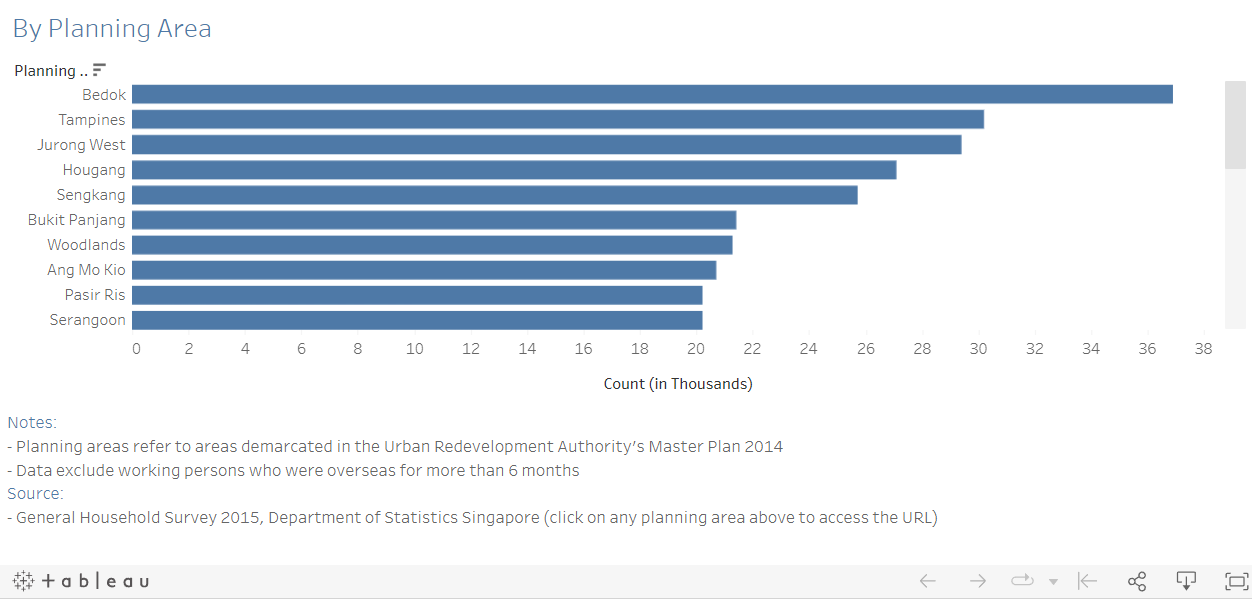 By Planning Area
Planning ..
Bedok
Tampines
Jurong West
Hougang
Sengkang
Bukit Panjang
Woodlands
Ang Mo Kio
Pasir Ris
Serangoon
0 2 4 6 8 10 12 14 16 18 20 22 24 26 28 30 32 34 36 38
Count (in Thousands)
Notes:
- Planning areas refer to areas demarcated in the Urban Redevelopment Authority's Master Plan 2014
- Data exclude working persons who were overseas for more than 6 months
Source:
- General Household Survey 2015, Department of Statistics Singapore (click on any planning area above to access the URL)
+ a b l e a u